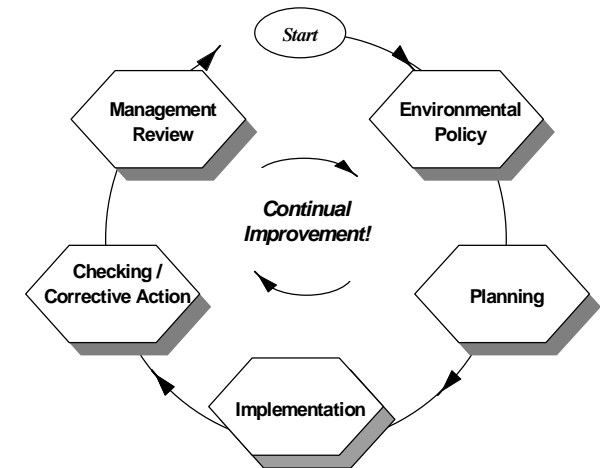 Start
Environmental
Policy
Planning
Implementation
Checking /
Corrective Action
Management
Review
Continual
Improvement!